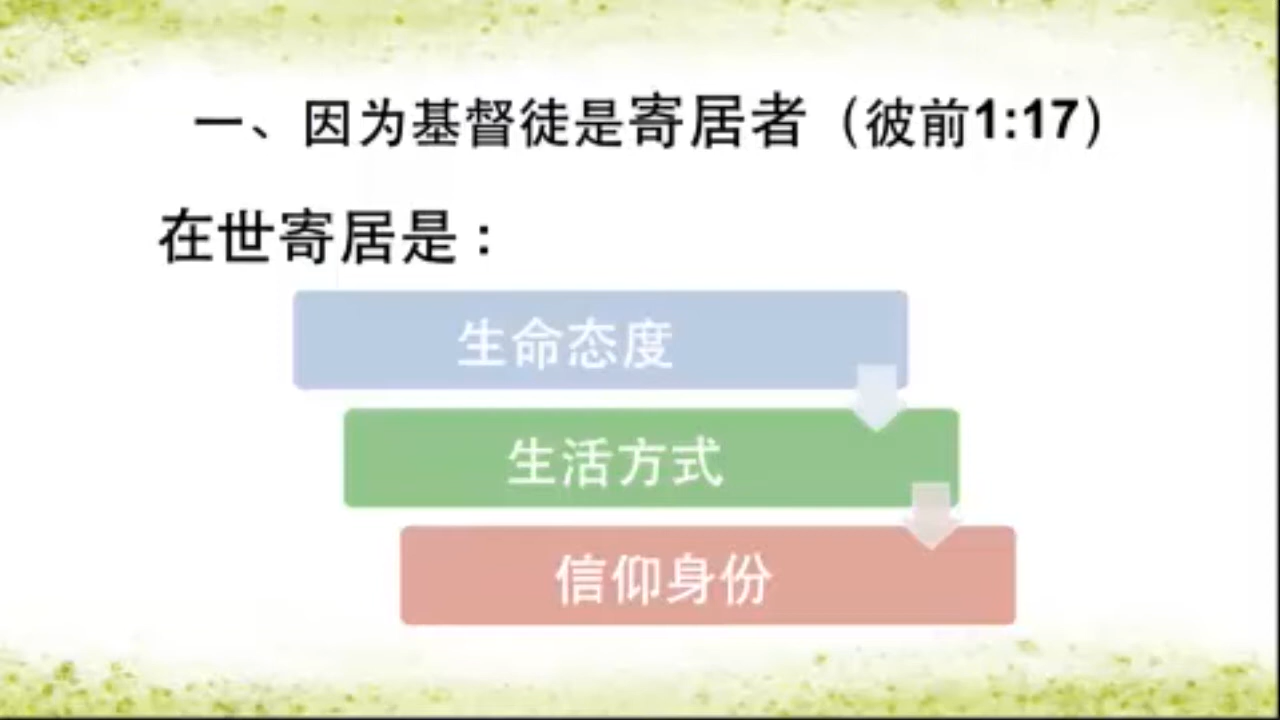 一、因为基督徒是寄居者（彼前1:17）
在世寄居是：
生命态度
生活方式
信仰身份